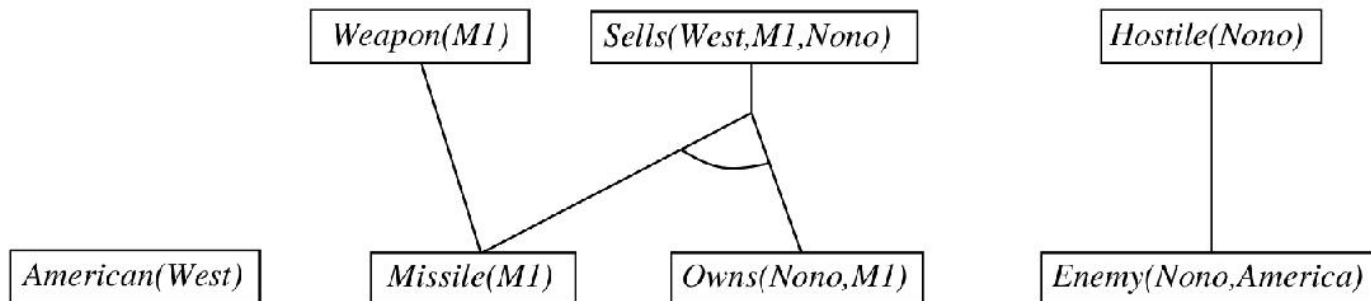 Weapon(M1)
Sells(West,M1,Nono)
Hostile(Nono)
American(West)
Missile(M1)
Owns(Nono,M1)
Enemy(Nono,America)